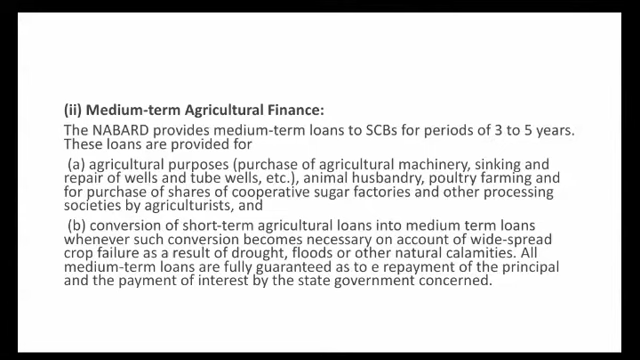 (ii) Medium-term Agricultural Finance:
The NABARD provides medium-term loans to SCBs for periods of 3 to 5 years.
These loans are provided for
(a) agricultural purposes (purchase of agricultural machinery, sinking and
repair of wells and tube wells, etc.), animal husbandry, poultry farming and
for purchase of shares of cooperative sugar factories and other processing
societies by agriculturists, and
(b) conversion of short-term agricultural loans into medium term loans
whenever such conversion becomes necessary on account of wide-spread
crop failure as a result of drought, floods or other natural calamities. All
medium-term loans are fully guaranteed as to e repayment of the principal
and the payment of interest by the state government concerned.